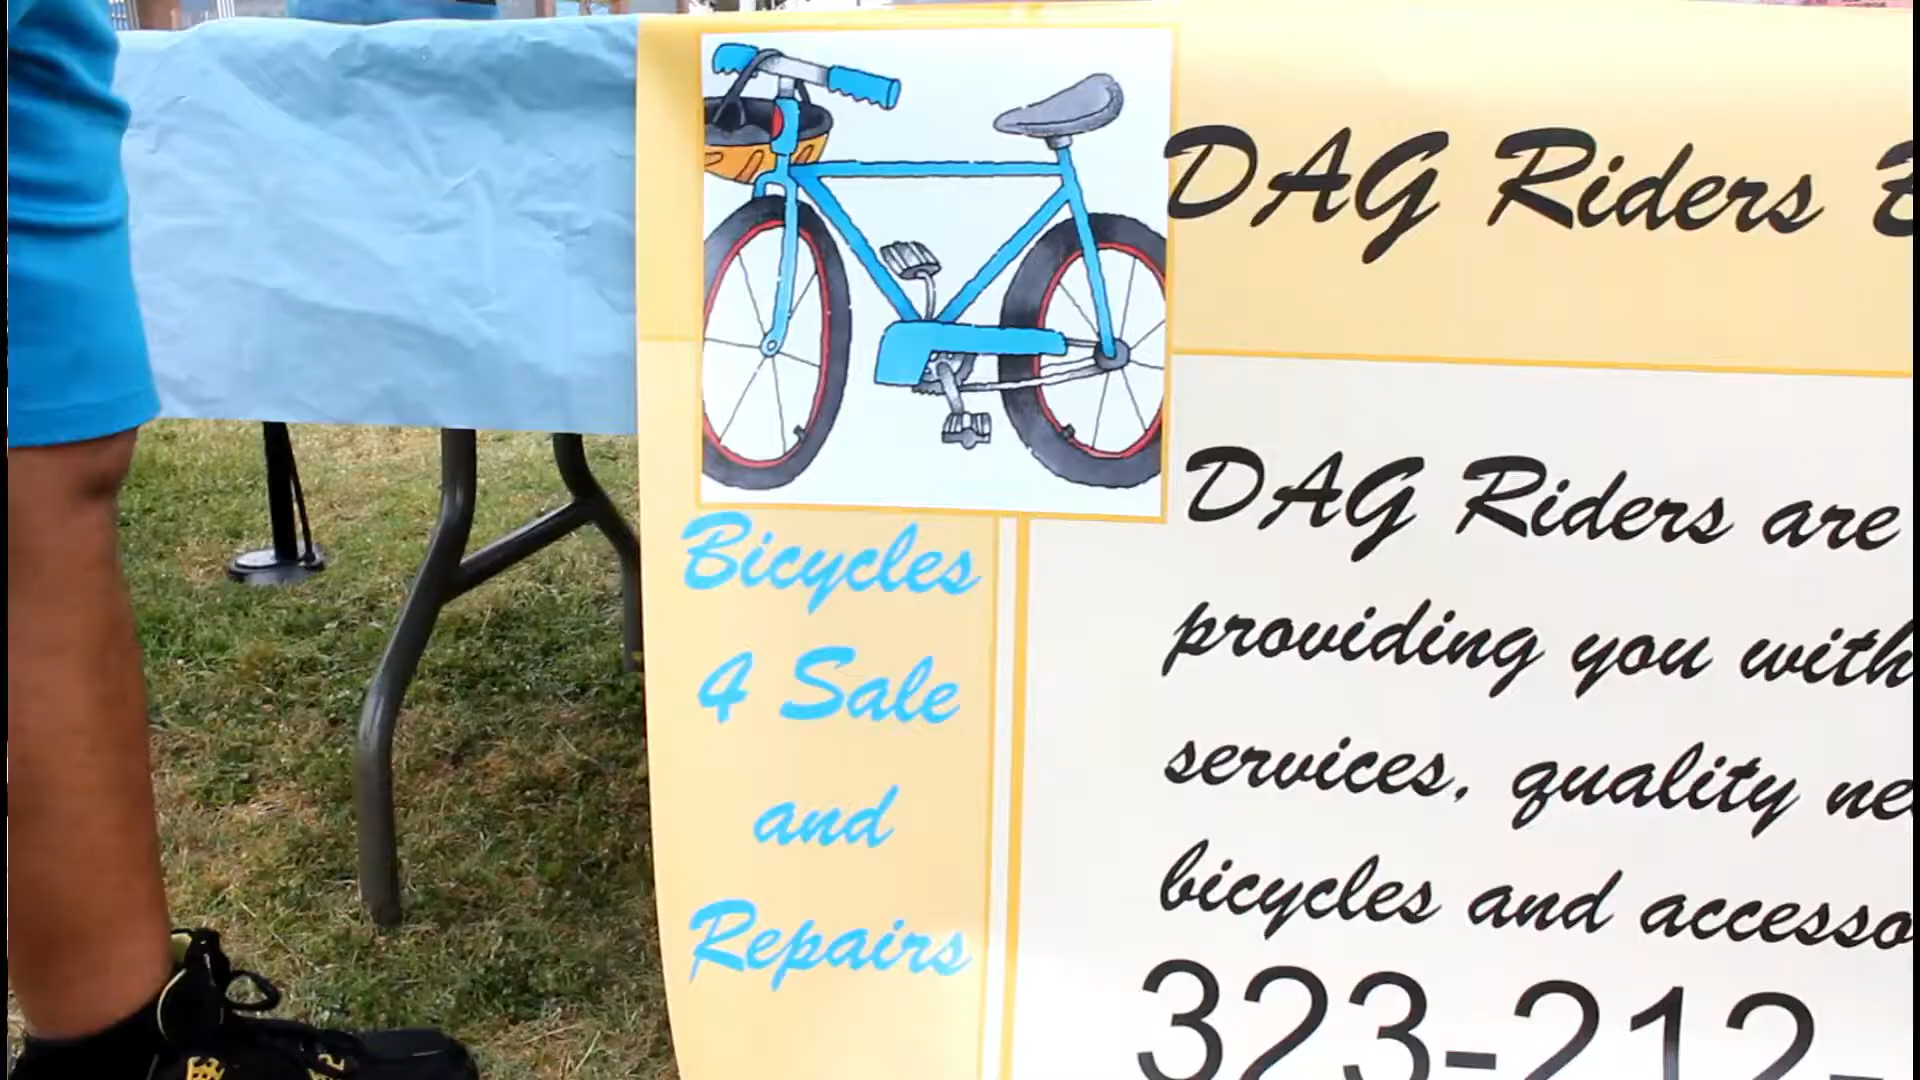 DAG Riders
Bicycles
4 Sale
and
Repairs
DAG Riders are
providing you with
services, quality
bicycles and
323-212-